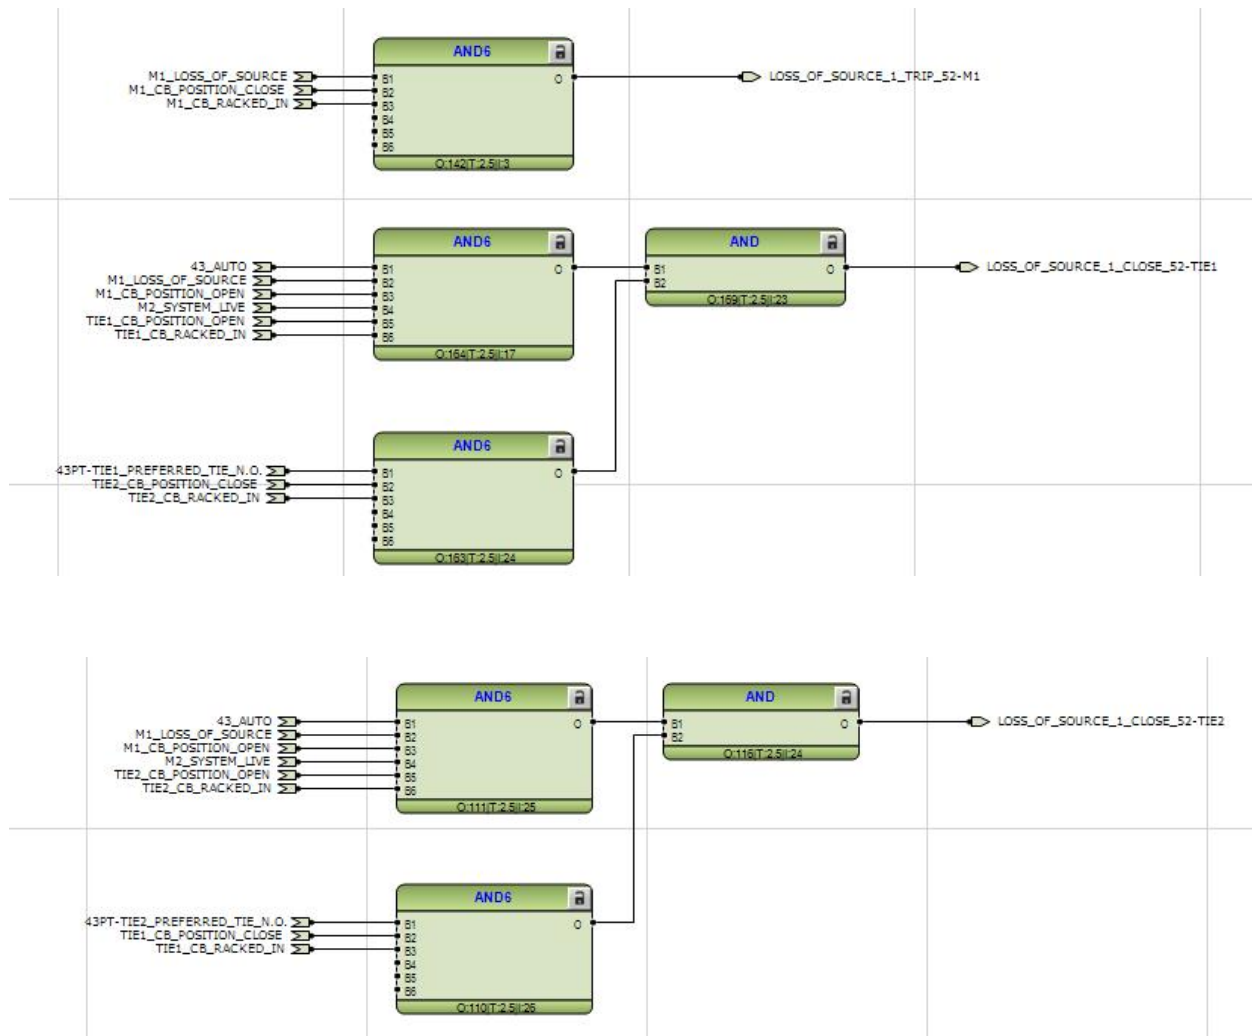 AND6
M1_LOSS_OF_SOURCE B1 O LOSS_OF_SOURCE_1_TRIP_52-M1
M1_CB_POSITION_CLOSE B2
M1_CB_RACKED_IN B3
B4
B5
B6
O:142|T:2.5|I:3
AND6 AND
43_AUTO B1 O B1 O LOSS_OF_SOURCE_1_CLOSE_52-TIE1
M1_LOSS_OF_SOURCE B2 B2
M1_CB_POSITION_OPEN B3
M2_SYSTEM_LIVE B4 O:169|T:2.5|I:23
TIE1_CB_POSITION_OPEN B5
TIE1_CB_RACKED_IN B6
O:164|T:2.5|I:17
AND6
43PT-TIE1_PREFERRED_TIE_N.O. B1 O
TIE2_CB_POSITION_CLOSE B2
TIE2_CB_RACKED_IN B3
B4
B5
B6
O:163|T:2.5|I:24
AND6 AND
43_AUTO B1 O B1 O LOSS_OF_SOURCE_1_CLOSE_52-TIE2
M1_LOSS_OF_SOURCE B2 B2
M1_CB_POSITION_OPEN B3
M2_SYSTEM_LIVE B4 O:116|T:2.5|I:24
TIE2_CB_POSITION_OPEN B5
TIE2_CB_RACKED_IN B6
O:111|T:2.5|I:25
AND6
43PT-TIE2_PREFERRED_TIE_N.O. B1 O
TIE1_CB_POSITION_CLOSE B2
TIE1_CB_RACKED_IN B3
B4
B5
B6
O:110|T:2.5|I:26